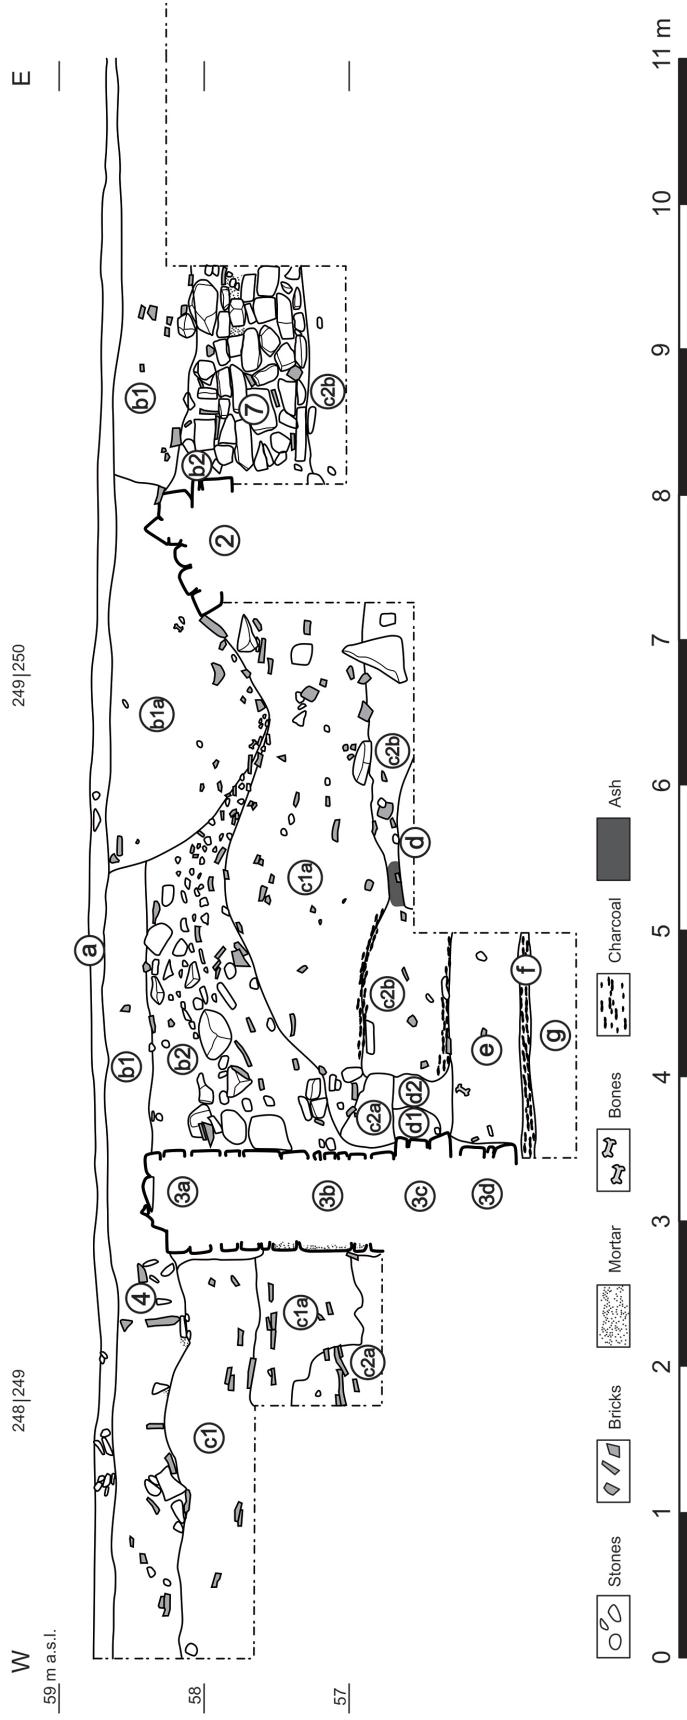 W
248|249
249|250
E
59 m a.s.l.
58
57
a
b1
b1a
b1
4
b2
b2
c1
3a
2
7
c1a
3b
c1a
c2b
c2a
c2a
c2b
c2b
d1
d2
3c
d
3d
e
f
g
Stones
Bricks
Mortar
Bones
Charcoal
Ash
0 1 2 3 4 5 6 7 8 9 10 11 m